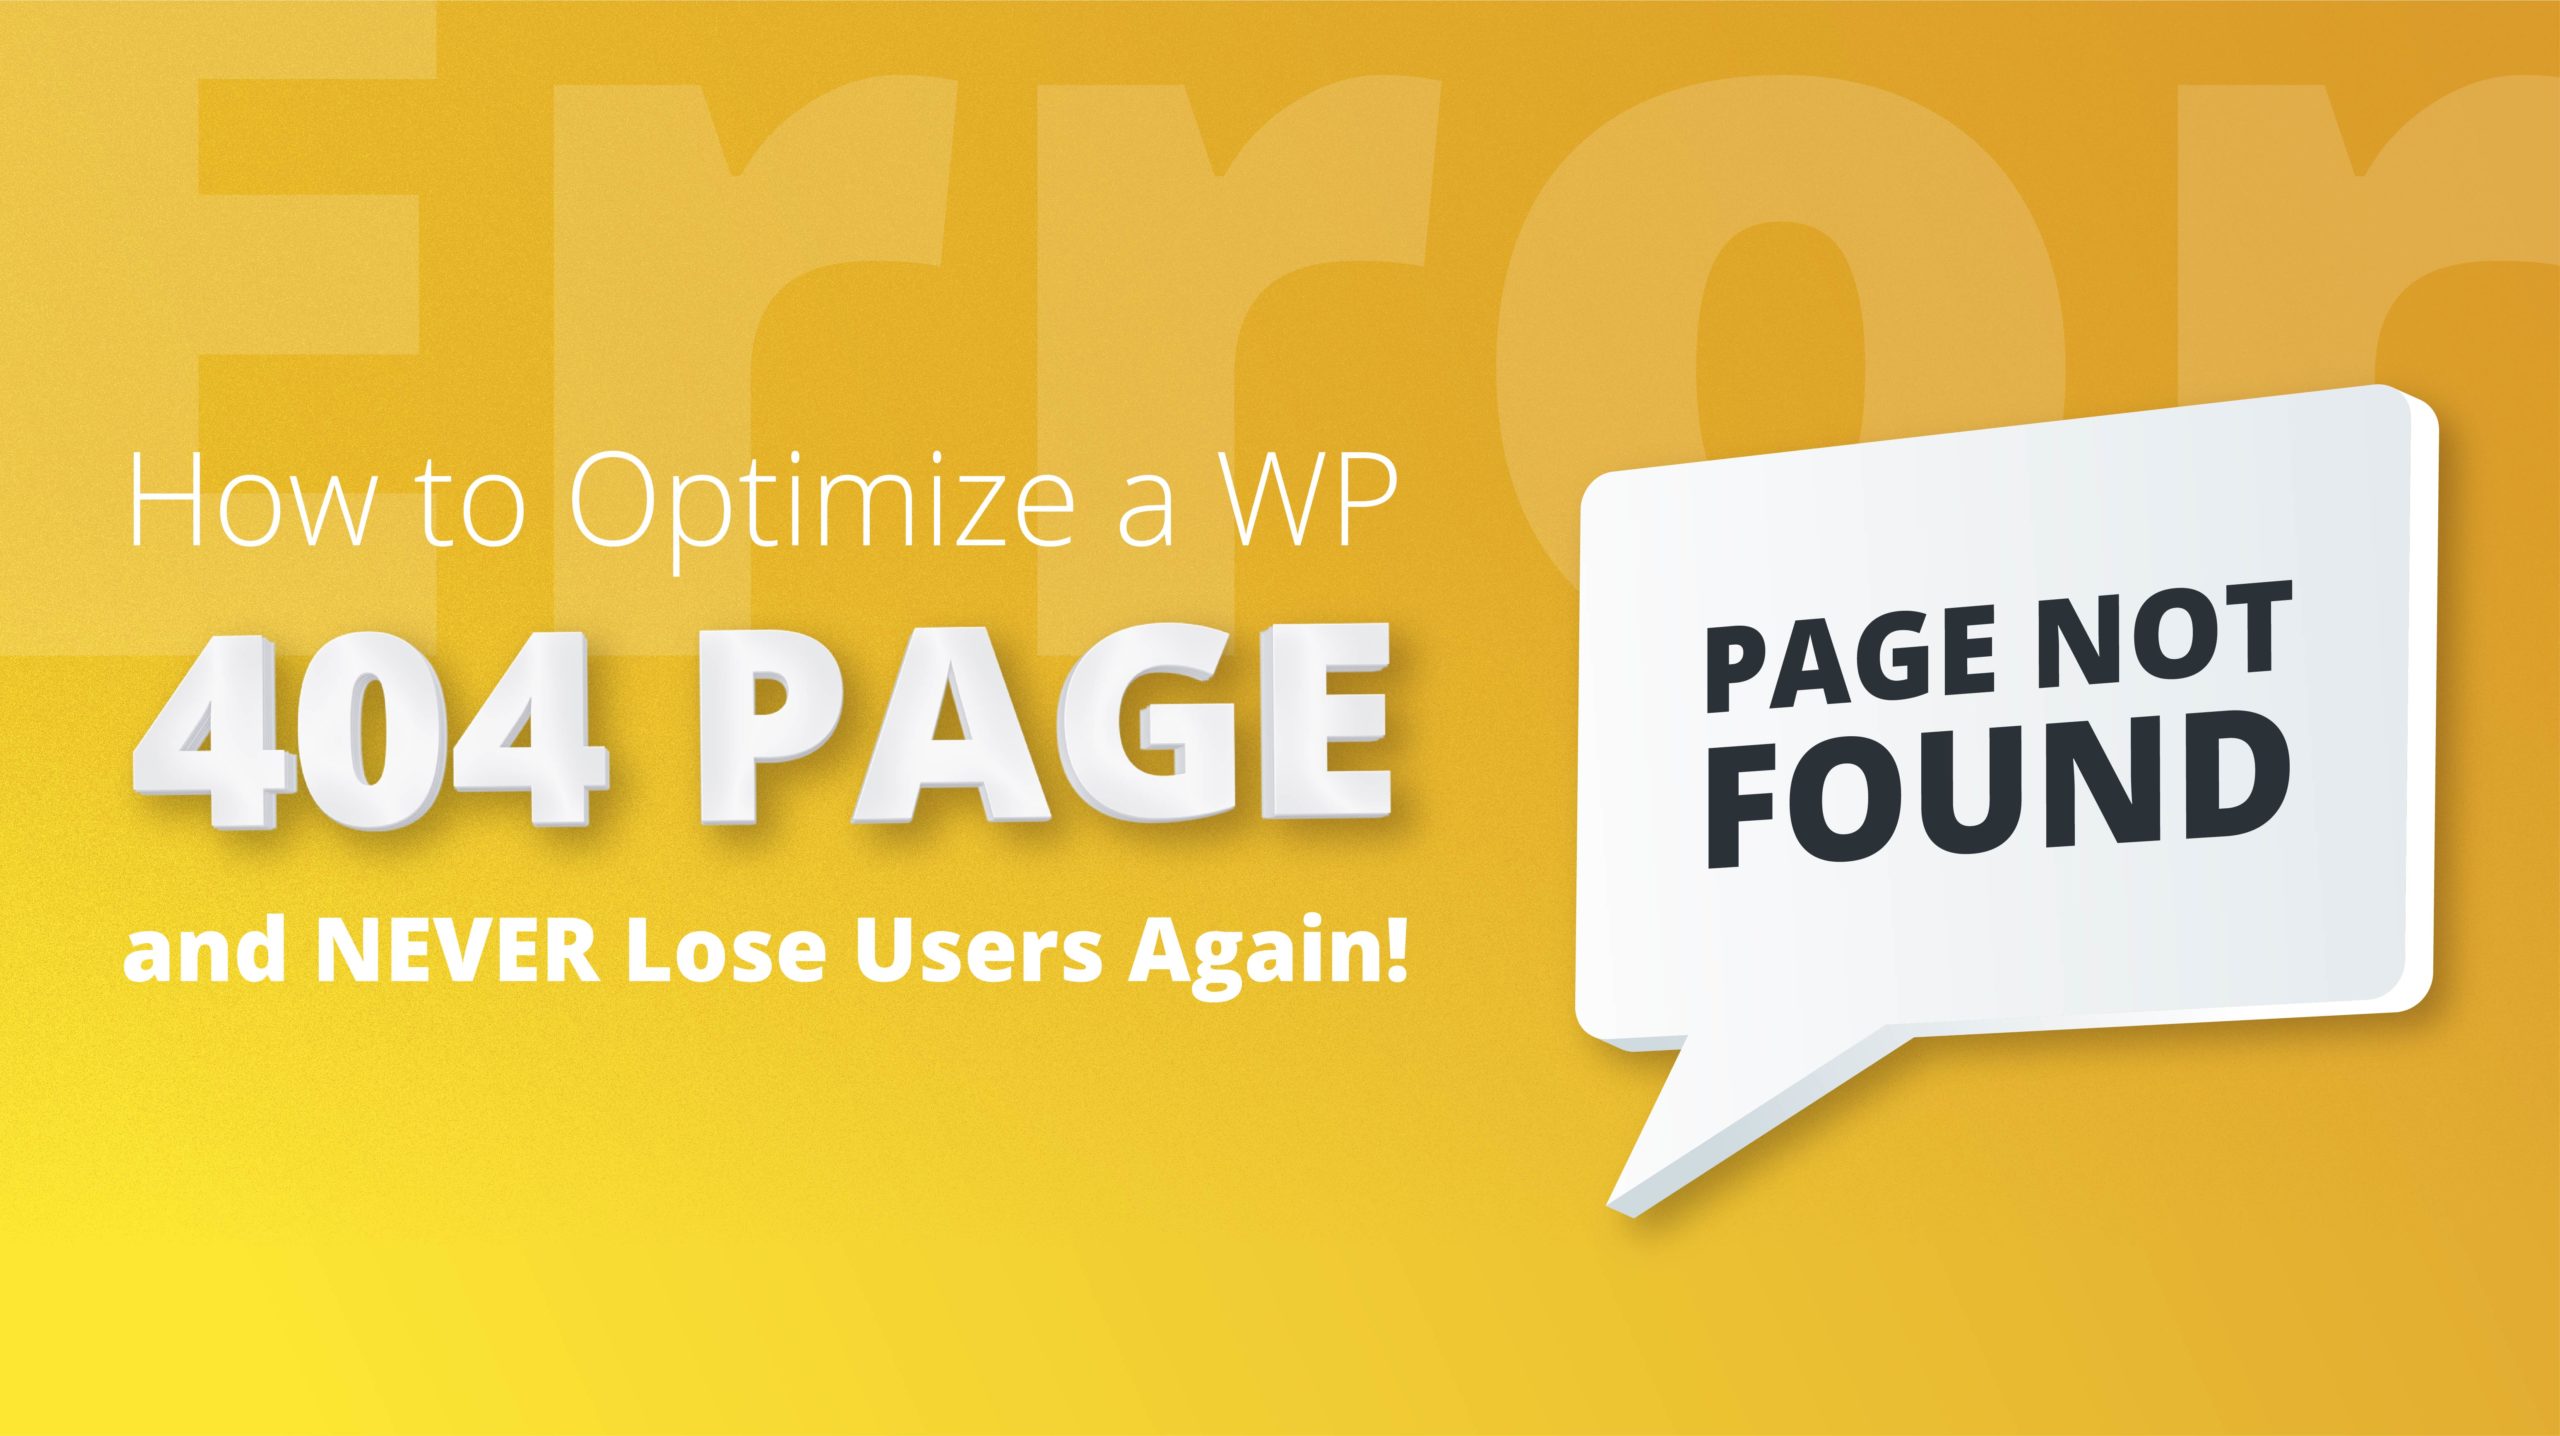 Error
How to Optimize a WP
404 PAGE
and NEVER Lose Users Again!
PAGE NOT
FOUND